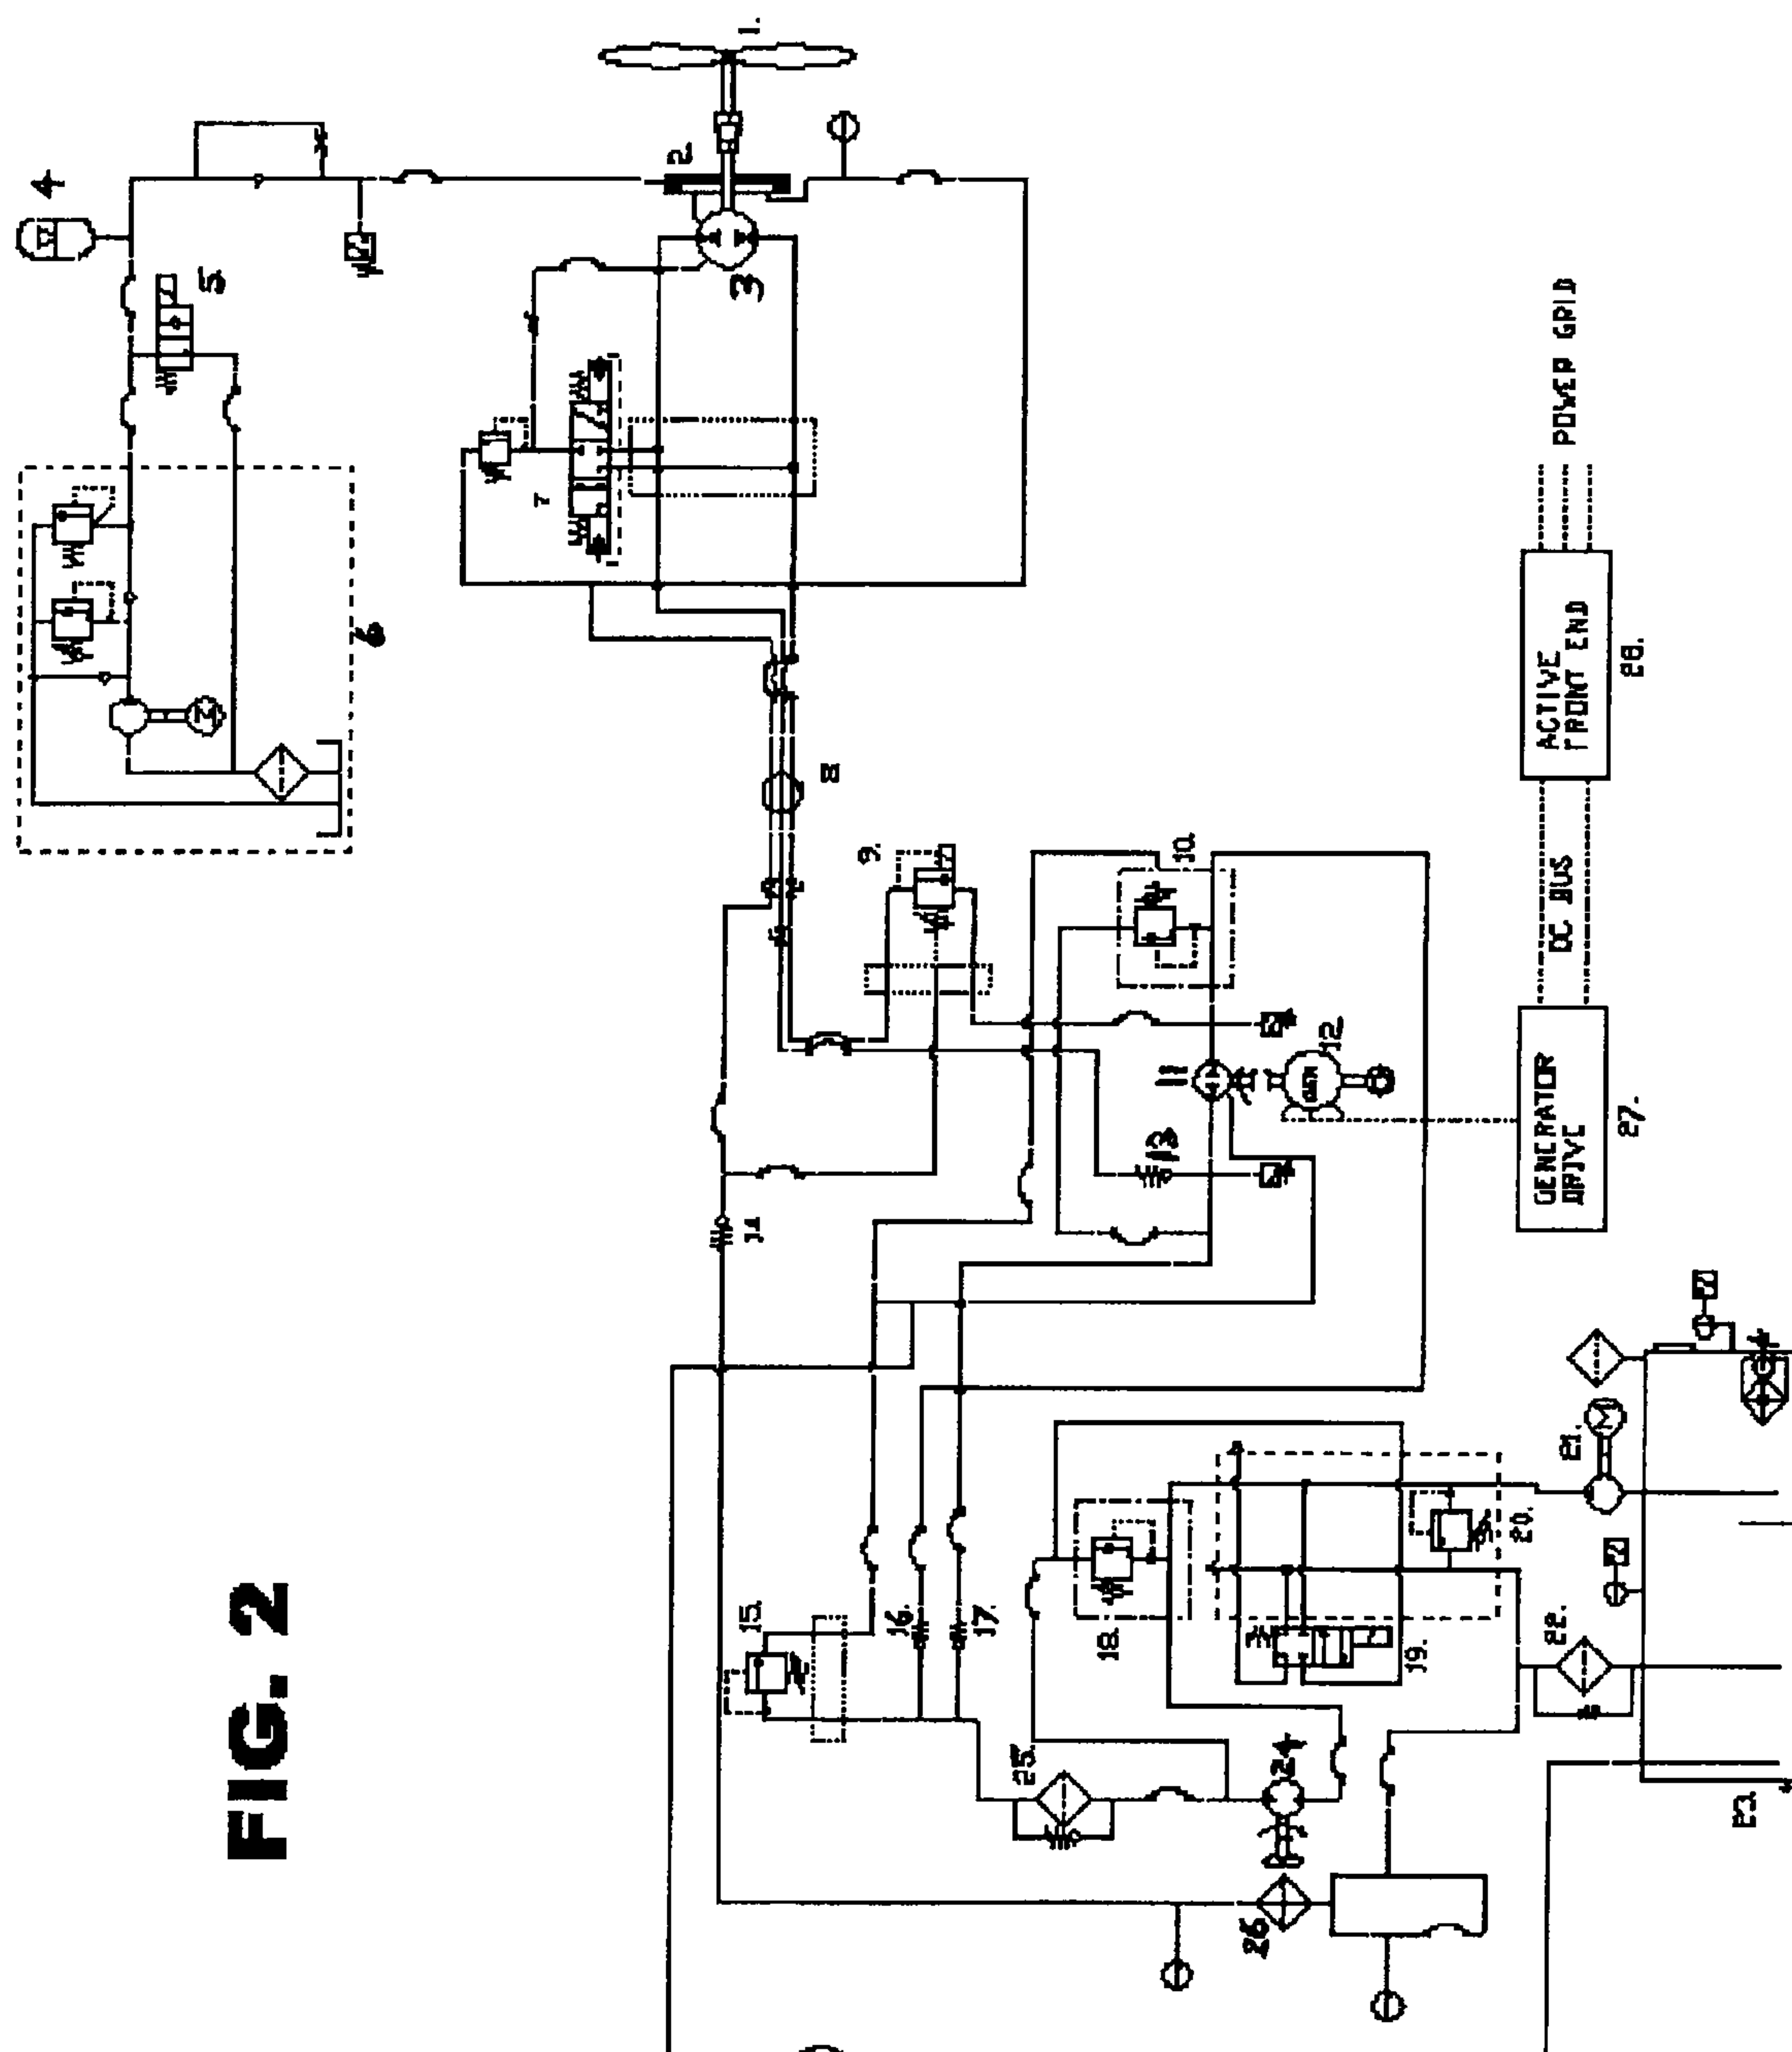 FIG. 2
1.
2
3
4
5
6
7
8
9.
10.
11
12
GEN
13
14
15.
16.
17.
18.
19.
20.
21.
M
22.
23.
24
25.
26
GENERATOR
DRIVE
27.
DC BUS
ACTIVE
FRONT END
28.
POWER GRID
M